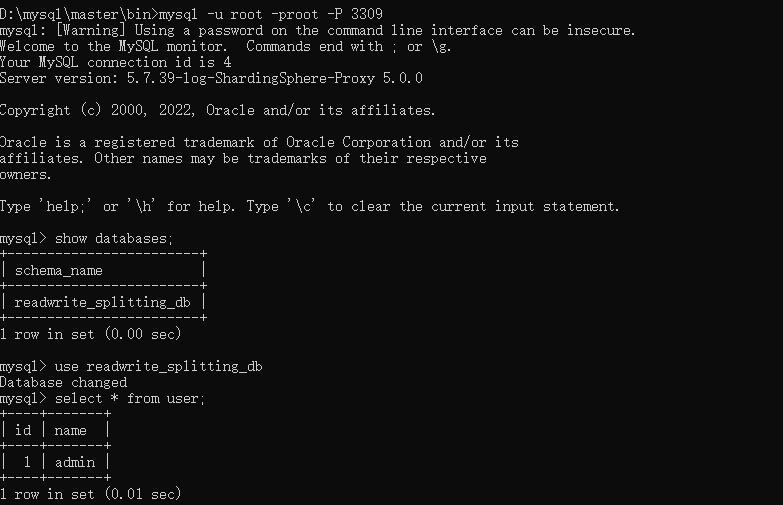 D:\mysql\master\bin>mysql -u root -proot -P 3309
mysql: [Warning] Using a password on the command line interface can be insecure.
Welcome to the MySQL monitor.  Commands end with ; or \g.
Your MySQL connection id is 4
Server version: 5.7.39-log-ShardingSphere-Proxy 5.0.0

Copyright (c) 2000, 2022, Oracle and/or its affiliates.

Oracle is a registered trademark of Oracle Corporation and/or its
affiliates. Other names may be trademarks of their respective
owners.

Type 'help;' or '\h' for help. Type '\c' to clear the current input statement.

mysql> show databases;
+------------------------+
| schema_name            |
+------------------------+
| readwrite_splitting_db |
+------------------------+
1 row in set (0.00 sec)

mysql> use readwrite_splitting_db
Database changed
mysql> select * from user;
+----+-------+
| id | name  |
+----+-------+
|  1 | admin |
+----+-------+
1 row in set (0.01 sec)